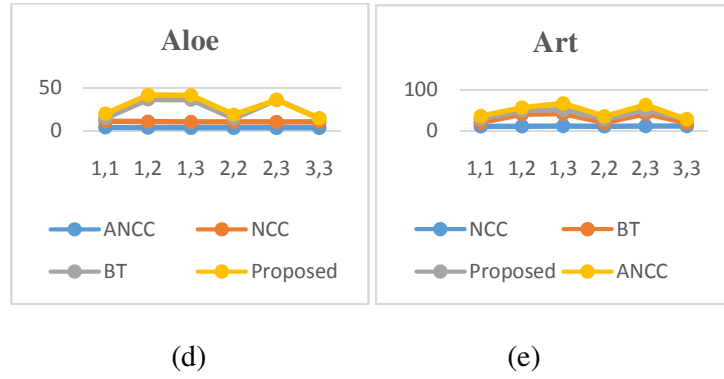 Aloe
50
0
1,1 1,2 1,3 2,2 2,3 3,3
ANCC NCC
BT Proposed
(d)
Art
100
0
1,1 1,2 1,3 2,2 2,3 3,3
NCC BT
Proposed ANCC
(e)